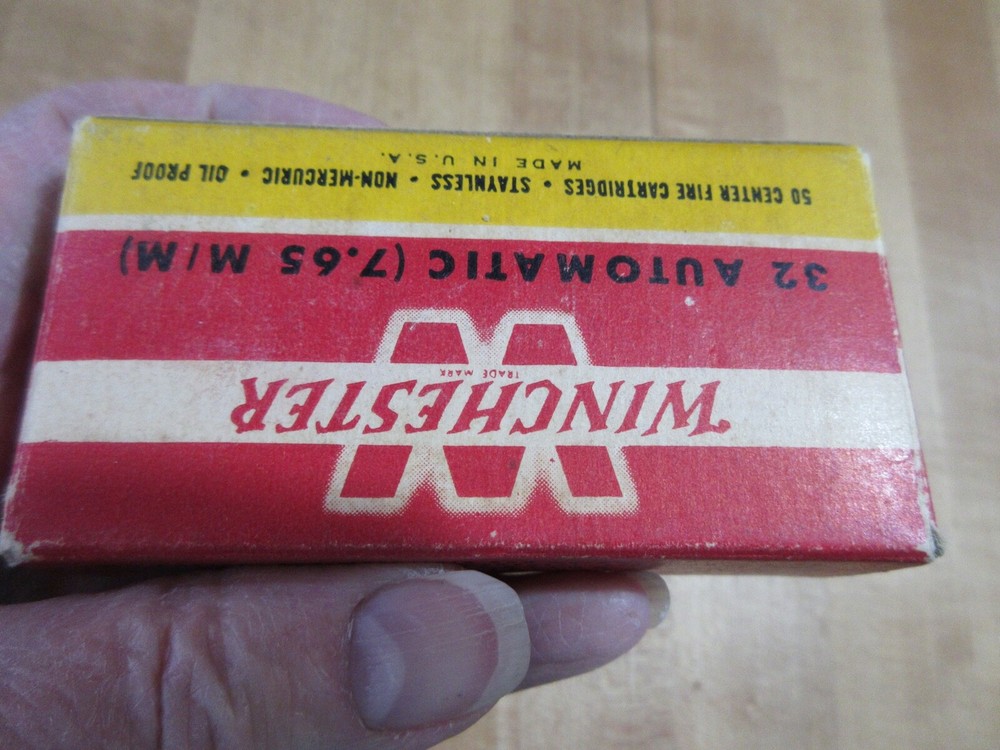 WINCHESTER
TRADE MARK
32 AUTOMATIC (7.65 M/M)
50 CENTER FIRE CARTRIDGES • STAYNLESS • NON-MERCURIC • OIL PROOF
MADE IN U.S.A.